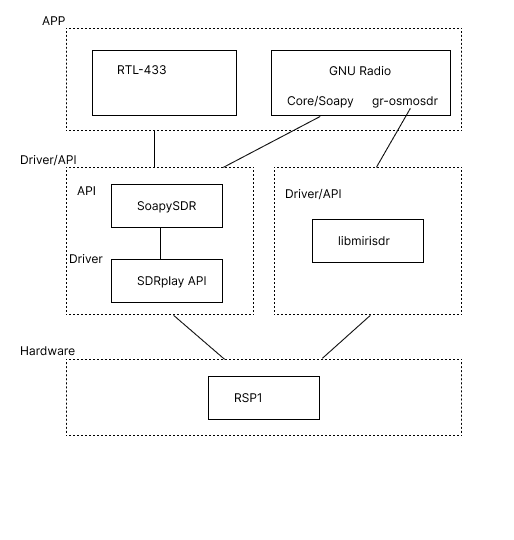 APP
RTL-433
GNU Radio
Core/Soapy gr-osmosdr
Driver/API
API
SoapySDR
Driver
SDRplay API
Driver/API
libmirisdr
Hardware
RSP1